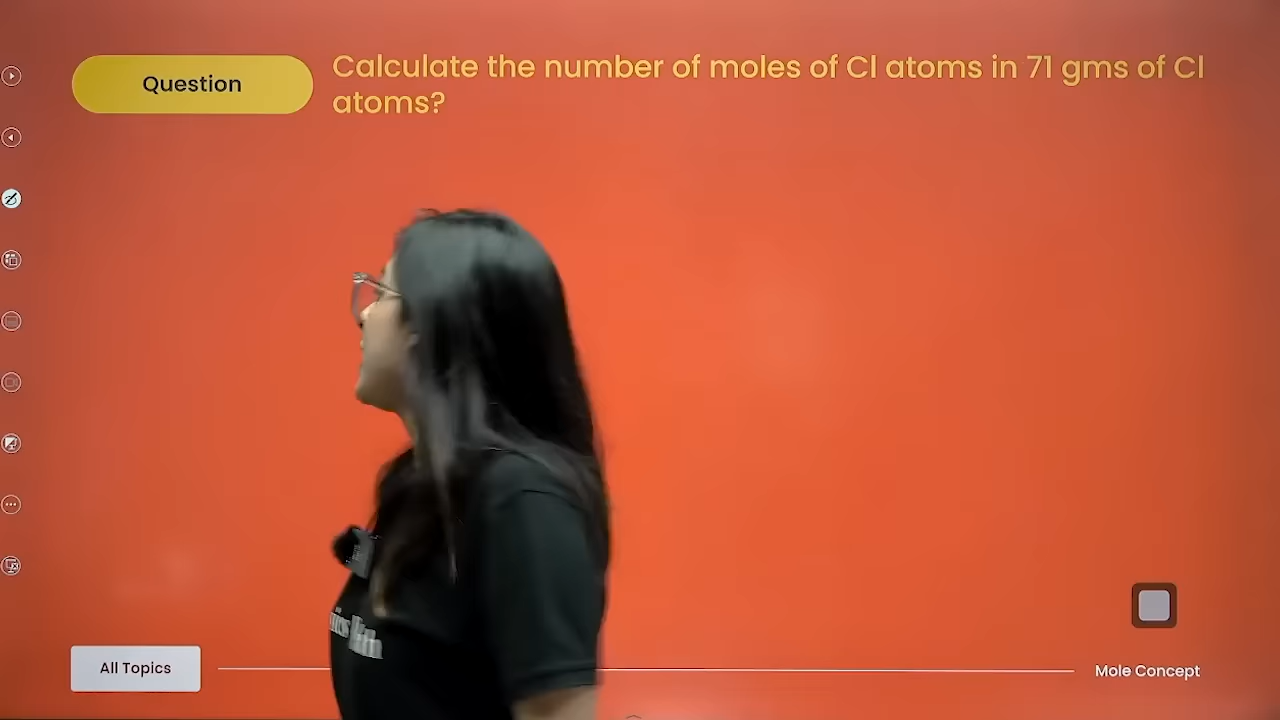 Question
Calculate the number of moles of Cl atoms in 71 gms of Cl
atoms?
All Topics
Mole Concept